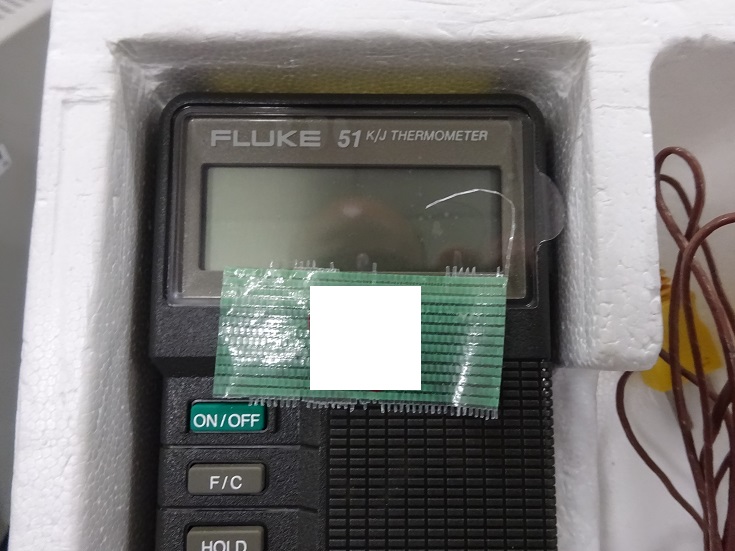 FLUKE 51 K/J THERMOMETER
ON/OFF
F/C
HOLD